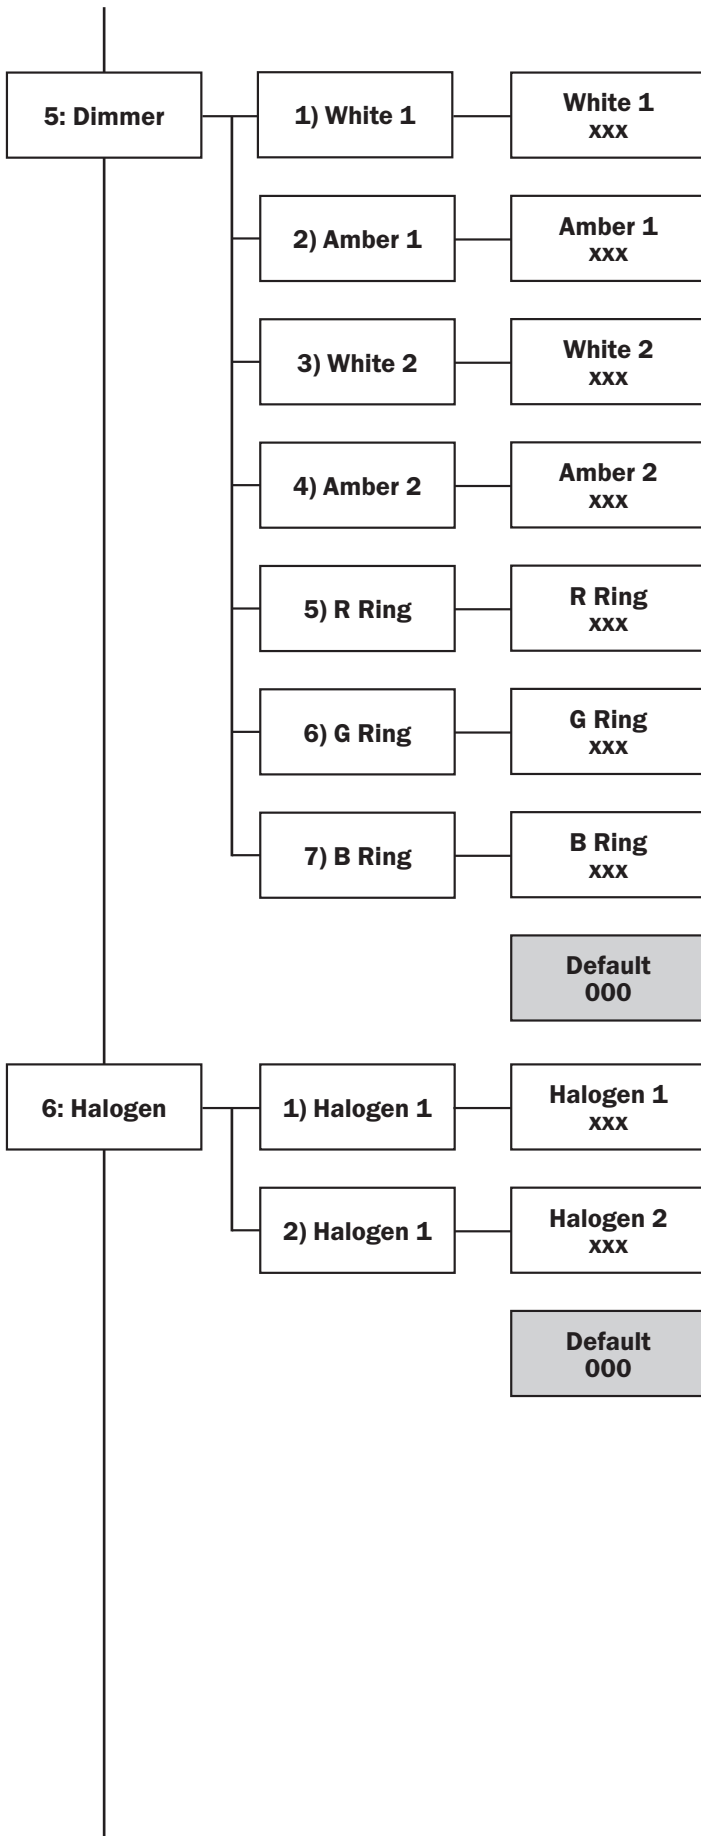 5: Dimmer
1) White 1
White 1
xxx
2) Amber 1
Amber 1
xxx
3) White 2
White 2
xxx
4) Amber 2
Amber 2
xxx
5) R Ring
R Ring
xxx
6) G Ring
G Ring
xxx
7) B Ring
B Ring
xxx
Default
000
6: Halogen
1) Halogen 1
Halogen 1
xxx
2) Halogen 1
Halogen 2
xxx
Default
000